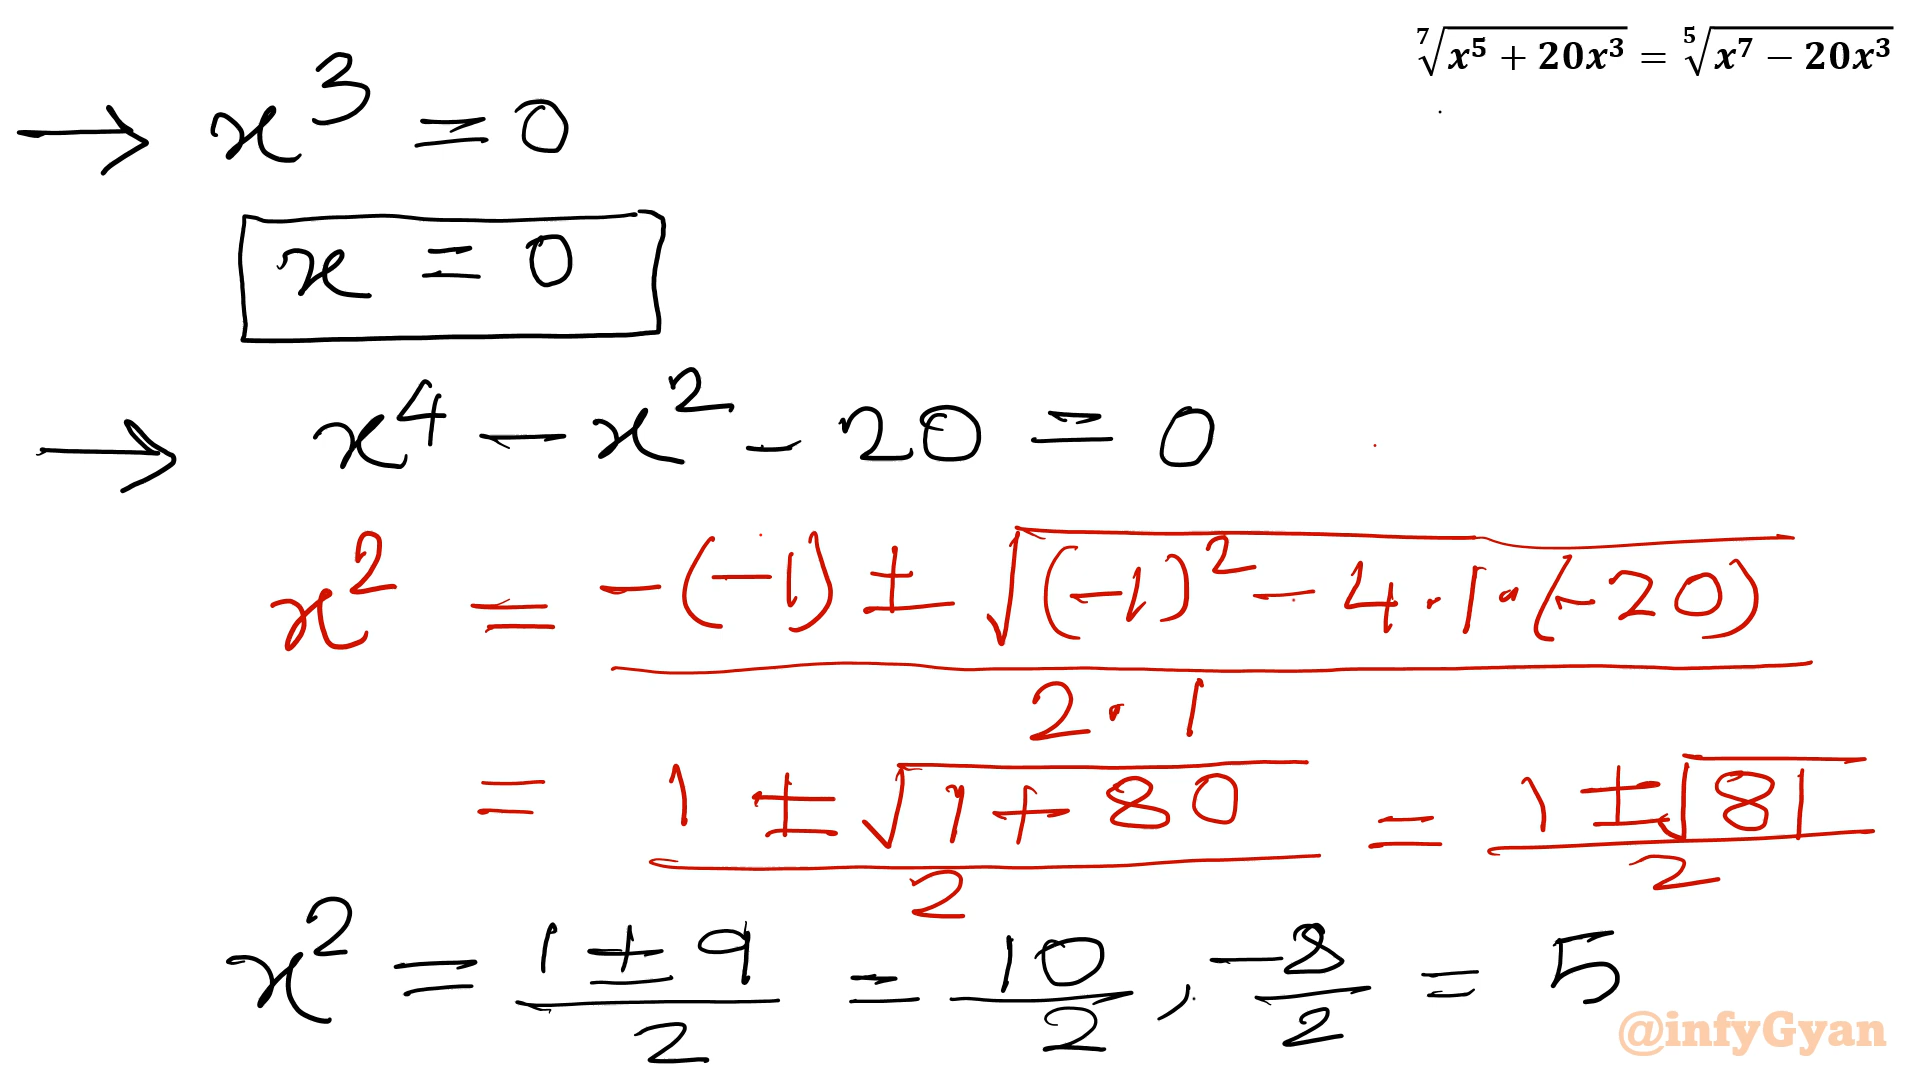 ⁷√(x⁵ + 20x³) = ⁵√(x⁷ − 20x³)
→ x³ = 0
x = 0
→ x⁴ − x² − 20 = 0
x² = (−(−1) ± √((−1)² − 4·1·(−20))) / (2·1)
= (1 ± √(1 + 80)) / 2 = (1 ± √81) / 2
x² = (1 ± 9) / 2 = 10/2, −8/2 = 5
@infyGyan